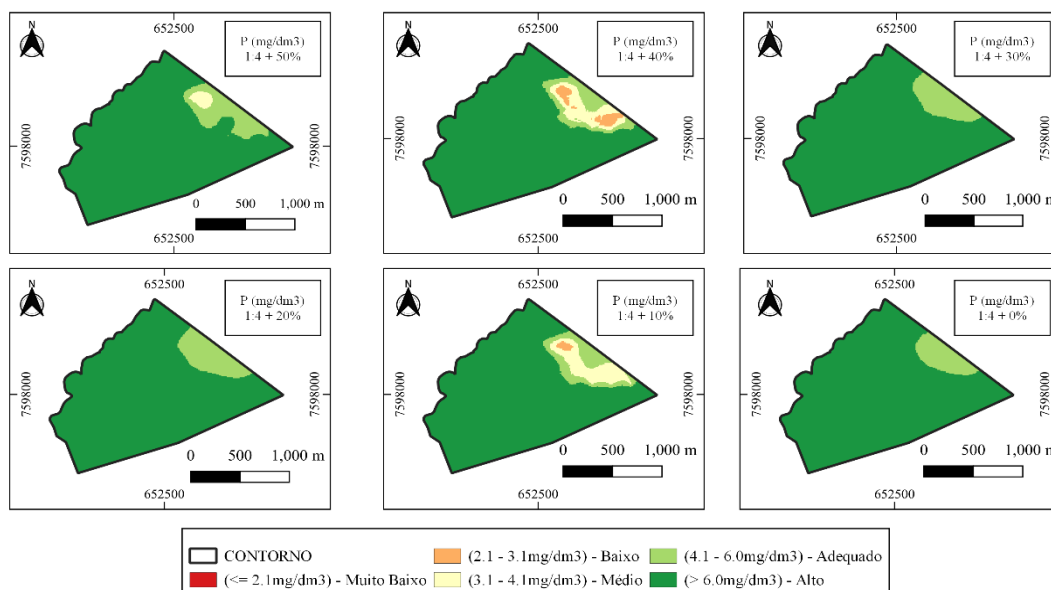 652500
N
P (mg/dm3)
1:4 + 50%
7598000
7598000
0 500 1,000 m
652500
652500
N
P (mg/dm3)
1:4 + 40%
7598000
7598000
0 500 1,000 m
652500
652500
N
P (mg/dm3)
1:4 + 30%
7598000
7598000
0 500 1,000 m
652500
652500
N
P (mg/dm3)
1:4 + 20%
7598000
7598000
0 500 1,000 m
652500
652500
N
P (mg/dm3)
1:4 + 10%
7598000
7598000
0 500 1,000 m
652500
652500
N
P (mg/dm3)
1:4 + 0%
7598000
7598000
0 500 1,000 m
652500
CONTORNO (2.1 - 3.1mg/dm3) - Baixo (4.1 - 6.0mg/dm3) - Adequado
(<= 2.1mg/dm3) - Muito Baixo (3.1 - 4.1mg/dm3) - Médio (> 6.0mg/dm3) - Alto